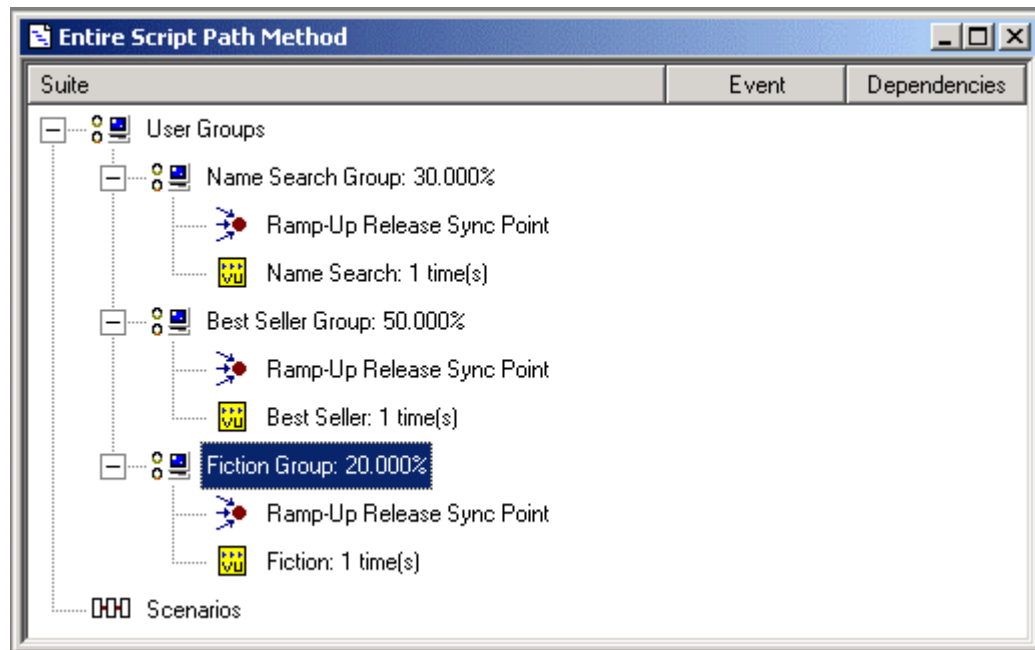 Entire Script Path Method
Suite Event Dependencies
User Groups
Name Search Group: 30.000%
Ramp-Up Release Sync Point
Name Search: 1 time(s)
Best Seller Group: 50.000%
Ramp-Up Release Sync Point
Best Seller: 1 time(s)
Fiction Group: 20.000%
Ramp-Up Release Sync Point
Fiction: 1 time(s)
Scenarios